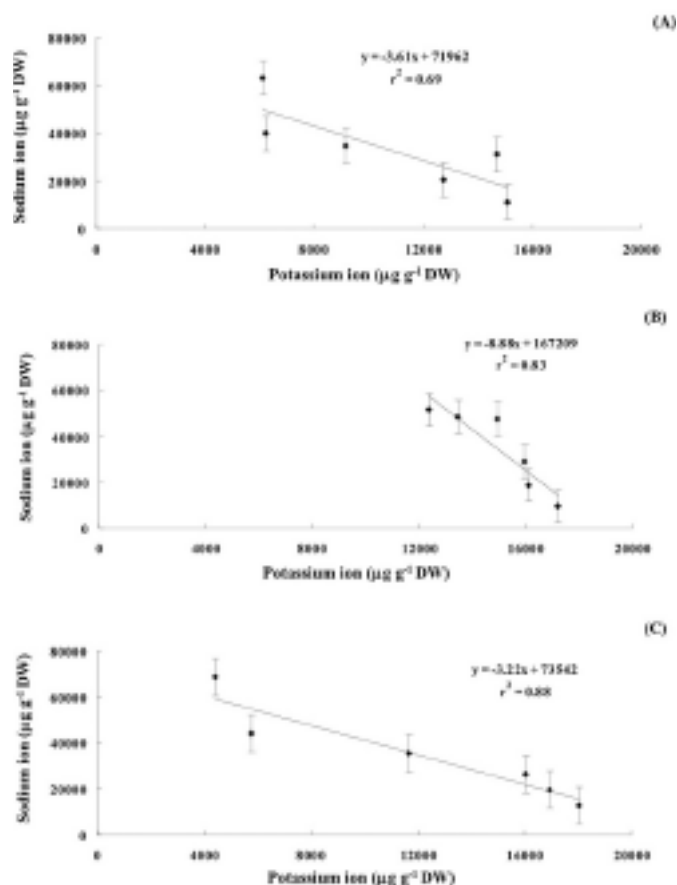 (A)
80000
y = -3.61x + 71962
r² = 0.69
60000
40000
20000
0
0 4000 8000 12000 16000 20000
Sodium ion (µg g⁻¹ DW)
Potassium ion (µg g⁻¹ DW)
(B)
80000
y = -8.88x + 167209
r² = 0.83
60000
40000
20000
0
0 4000 8000 12000 16000 20000
Sodium ion (µg g⁻¹ DW)
Potassium ion (µg g⁻¹ DW)
(C)
80000
y = -3.22x + 73542
r² = 0.88
60000
40000
20000
0
0 4000 8000 12000 16000 20000
Sodium ion (µg g⁻¹ DW)
Potassium ion (µg g⁻¹ DW)